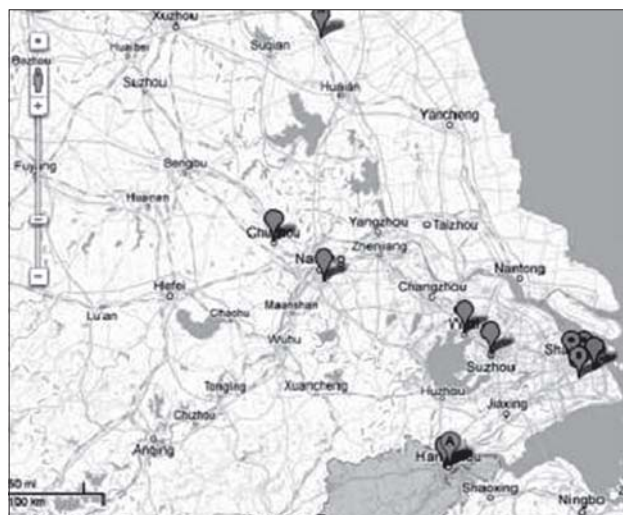 Xuzhou
Huaibei
Suqian
Bozhou
Suzhou
Huaian
Yancheng
Fuyang
Bengbu
Huainan
Yangzhou
Taizhou
Zhenjiang
Hefei
Changzhou
Nantong
Lu'an
Chaohu
Maanshan
Wuhu
Suzhou
Tongling
Xuancheng
Huzhou
Chizhou
Jiaxing
Anqing
A
Shaoxing
Ningbo
50 mi
100 km